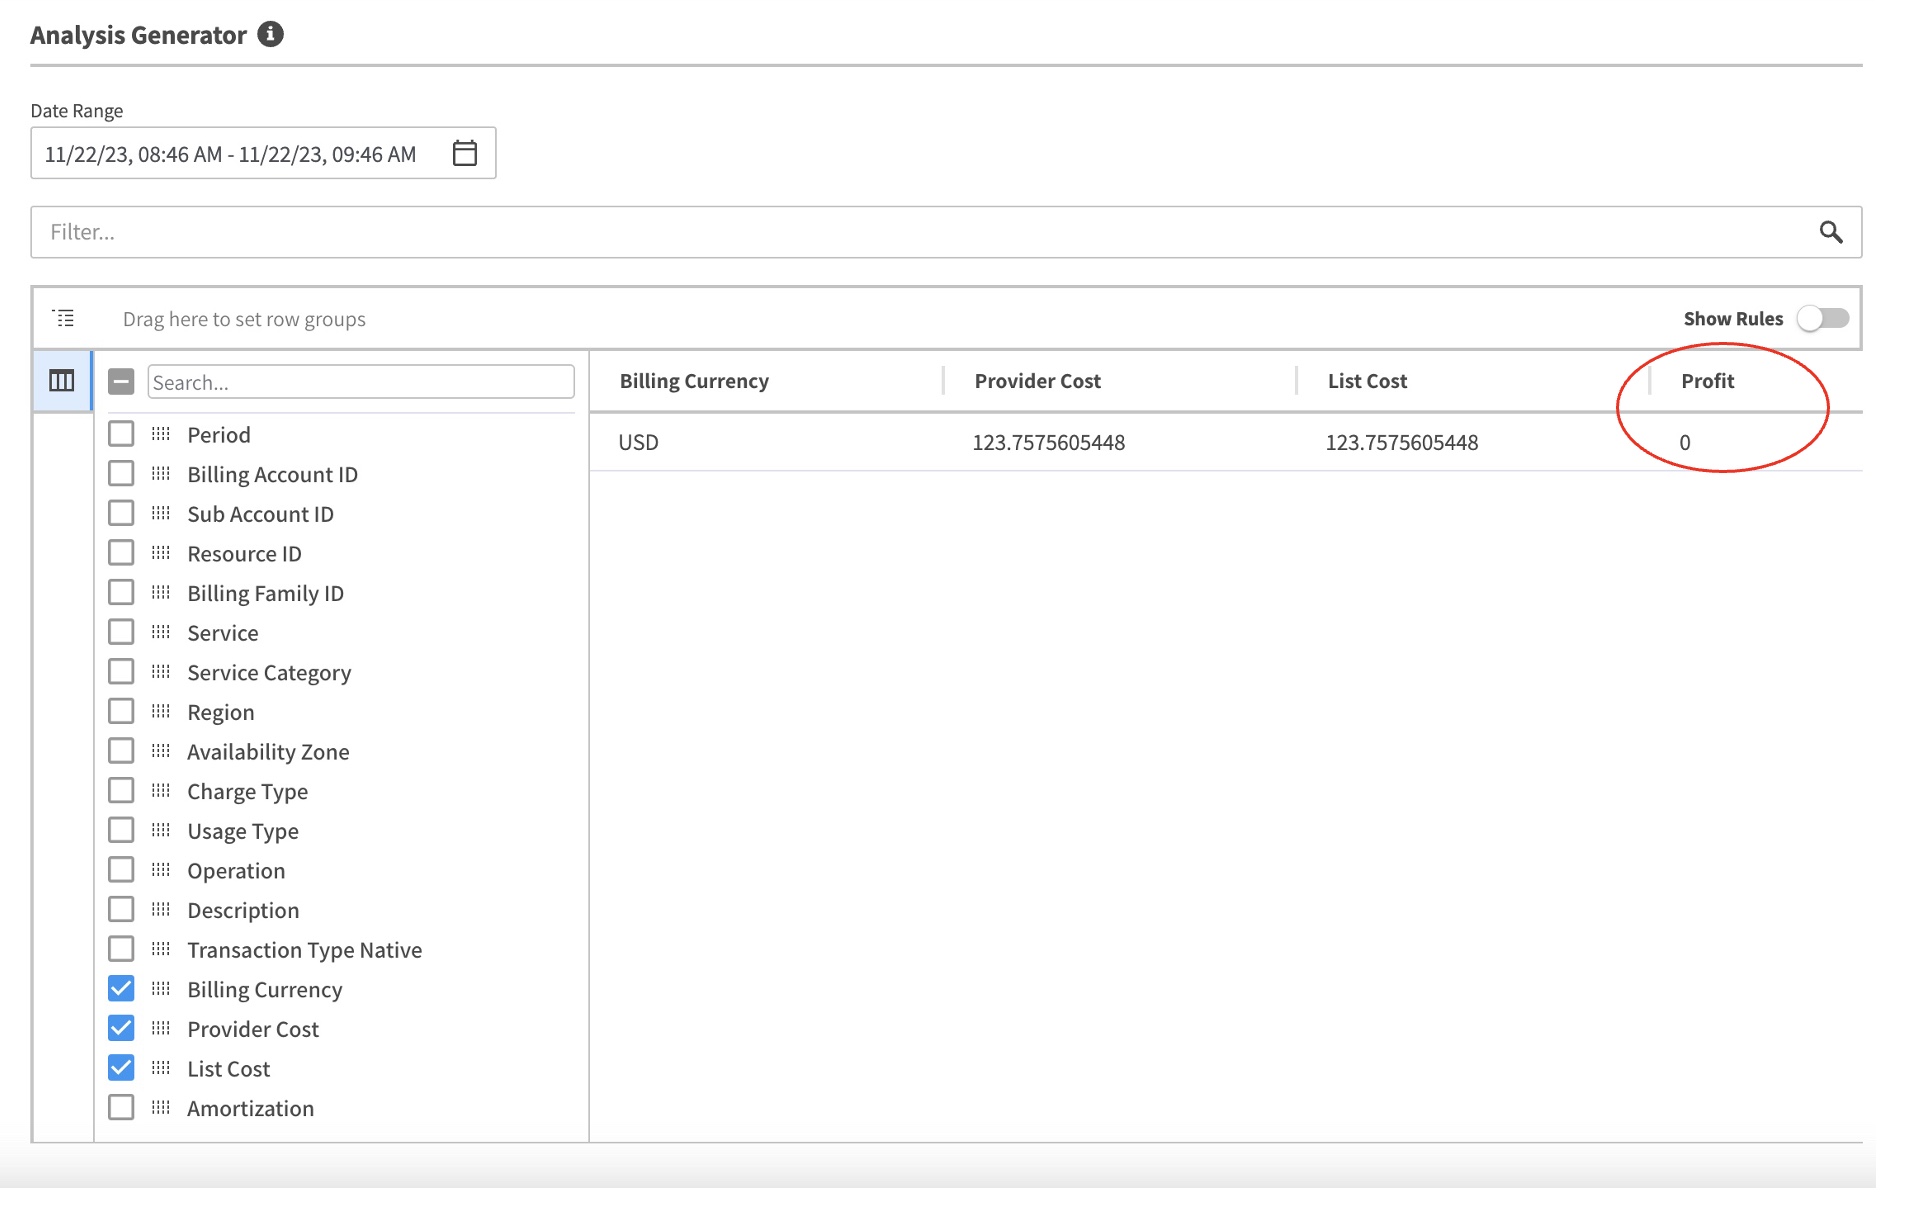 Analysis Generator
Date Range
11/22/23, 08:46 AM - 11/22/23, 09:46 AM
Filter...
Drag here to set row groups
Show Rules
Search...
Billing Currency
Provider Cost
List Cost
Profit
USD
123.7575605448
123.7575605448
0
Period
Billing Account ID
Sub Account ID
Resource ID
Billing Family ID
Service
Service Category
Region
Availability Zone
Charge Type
Usage Type
Operation
Description
Transaction Type Native
Billing Currency
Provider Cost
List Cost
Amortization